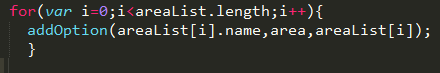 for(var i=0;i<areaList.length;i++){
addOption(areaList[i].name,area,areaList[i]);
}